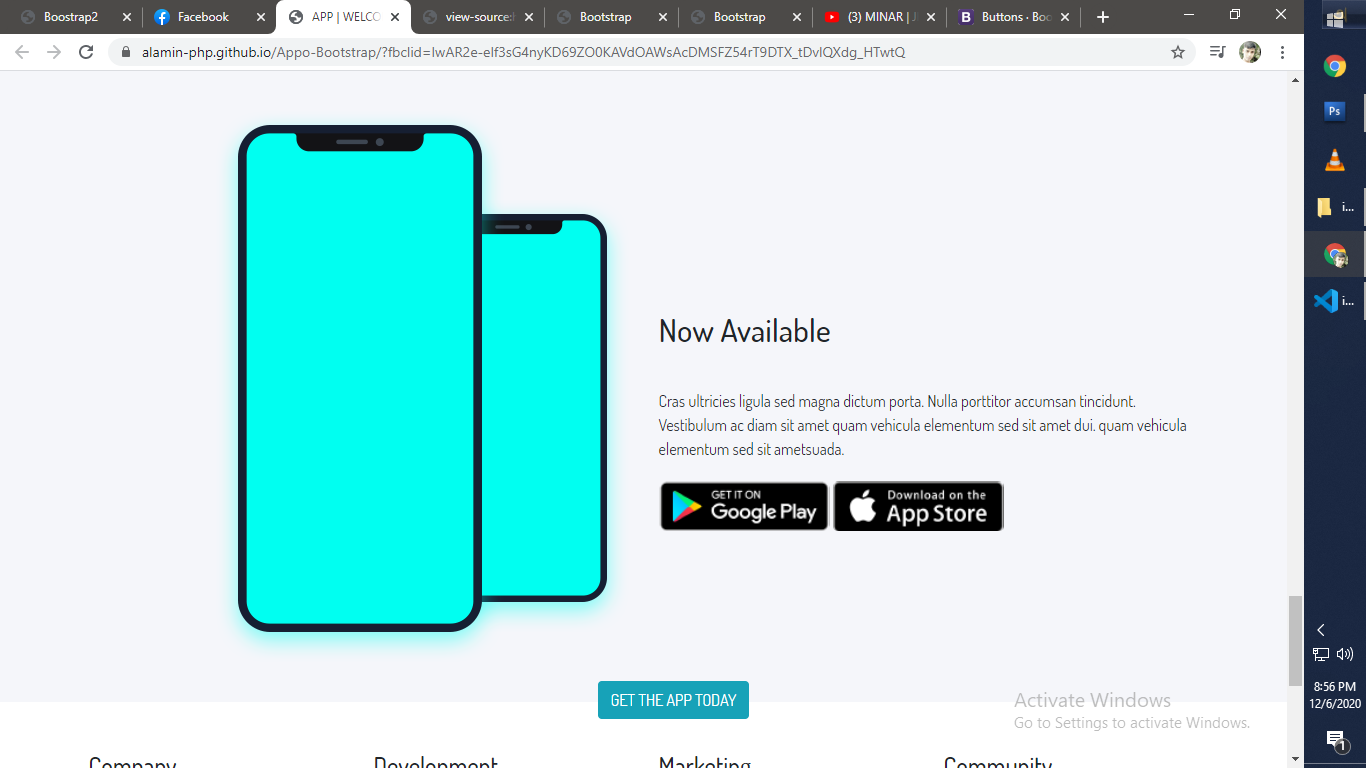 Boostrap2
Facebook
APP | WELCO
view-source:
Bootstrap
Bootstrap
(3) MINAR |
Buttons · Boo
alamin-php.github.io/Appo-Bootstrap/?fbclid=IwAR2e-elf3sG4nyKD69ZO0KAVdOAWsAcDMSFZ54rT9DTX_tDvIQXdg_HTwtQ
Now Available
Cras ultricies ligula sed magna dictum porta. Nulla porttitor accumsan tincidunt.
Vestibulum ac diam sit amet quam vehicula elementum sed sit amet dui. quam vehicula
elementum sed sit ametsuada.
GET IT ON
Google Play
Download on the
App Store
GET THE APP TODAY
Activate Windows
Go to Settings to activate Windows.
Company
Development
Marketing
Community
Ps
i...
i...
8:56 PM
12/6/2020
1